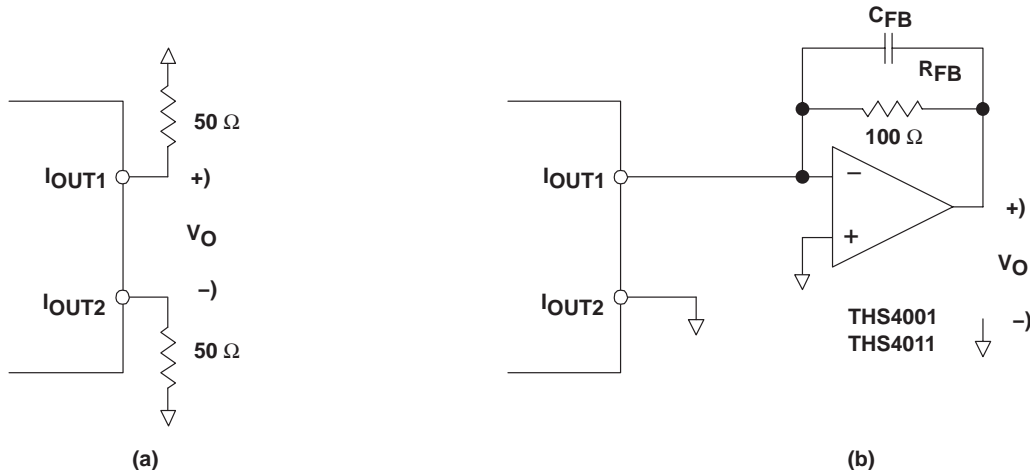 50 Ω
IOUT1
+)
VO
–)
IOUT2
50 Ω
(a)
CFB
RFB
100 Ω
IOUT1
–
+
+)
VO
–)
IOUT2
THS4001
THS4011
(b)